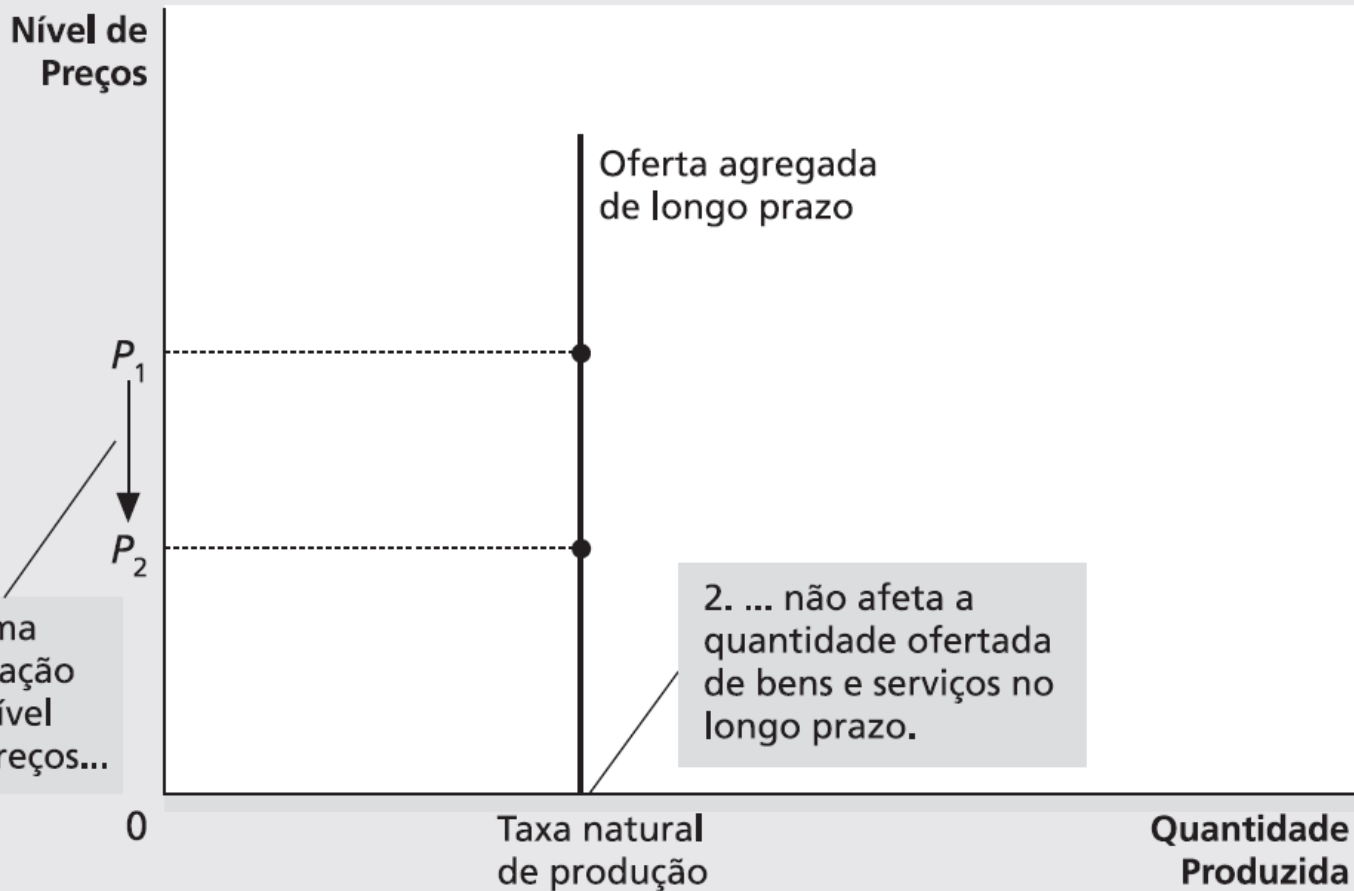 Nível de
Preços
Oferta agregada
de longo prazo
P1
P2
2. ... não afeta a
quantidade ofertada
de bens e serviços no
longo prazo.
preços...
0
Taxa natural
de produção
Quantidade
Produzida